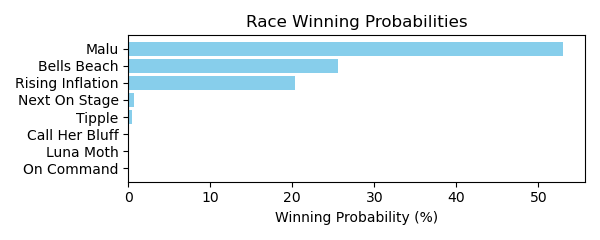 Race Winning Probabilities
Malu
Bells Beach
Rising Inflation
Next On Stage
Tipple
Call Her Bluff
Luna Moth
On Command
0 10 20 30 40 50
Winning Probability (%)